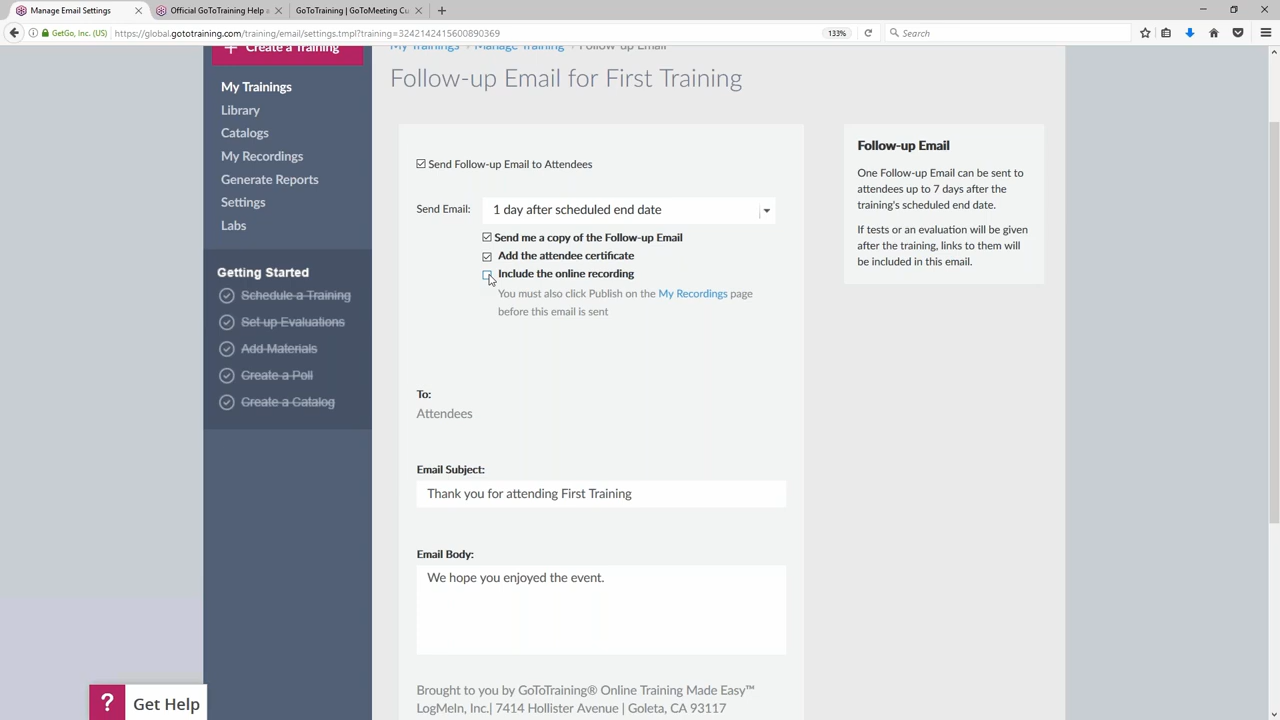 Manage Email Settings
Official GoToTraining Help a
GoToTraining | GoToMeeting Cu
GetGo, Inc. (US)
https://global.gototraining.com/training/email/settings.tmpl?training=3242142415600890369
133%
Search
Create a Training
My Trainings
Library
Catalogs
My Recordings
Generate Reports
Settings
Labs
Getting Started
Schedule a Training
Set up Evaluations
Add Materials
Create a Poll
Create a Catalog
? Get Help
My Trainings › Manage Training › Follow-up Email
Follow-up Email for First Training
Send Follow-up Email to Attendees
Send Email: 1 day after scheduled end date
Send me a copy of the Follow-up Email
Add the attendee certificate
Include the online recording
You must also click Publish on the My Recordings page
before this email is sent
To:
Attendees
Email Subject:
Thank you for attending First Training
Email Body:
We hope you enjoyed the event.
Brought to you by GoToTraining® Online Training Made Easy™
LogMeIn, Inc.| 7414 Hollister Avenue | Goleta, CA 93117
Follow-up Email
One Follow-up Email can be sent to
attendees up to 7 days after the
training's scheduled end date.
If tests or an evaluation will be given
after the training, links to them will
be included in this email.